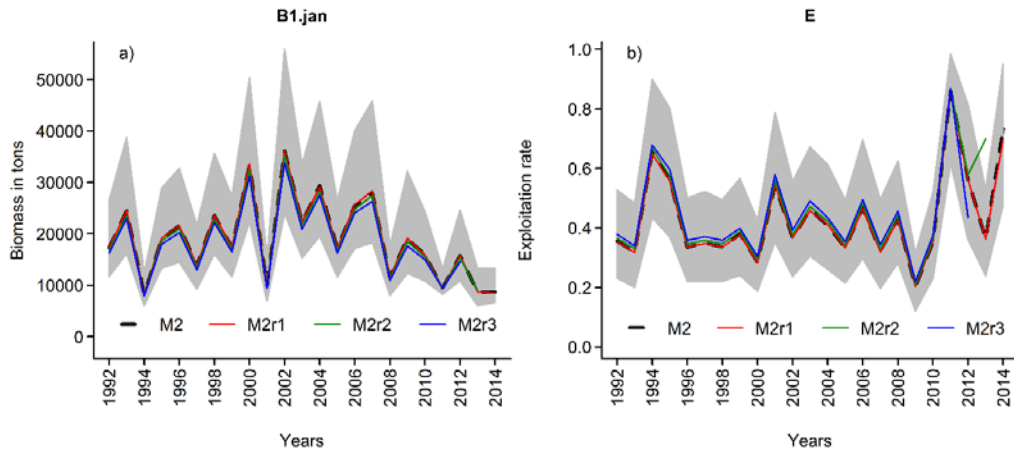 B1.jan
a)
Biomass in tons
50000
40000
30000
20000
10000
0
M2 M2r1 M2r2 M2r3
1992 1994 1996 1998 2000 2002 2004 2006 2008 2010 2012 2014
Years
E
b)
Exploitation rate
1.0
0.8
0.6
0.4
0.2
0.0
M2 M2r1 M2r2 M2r3
1992 1994 1996 1998 2000 2002 2004 2006 2008 2010 2012 2014
Years